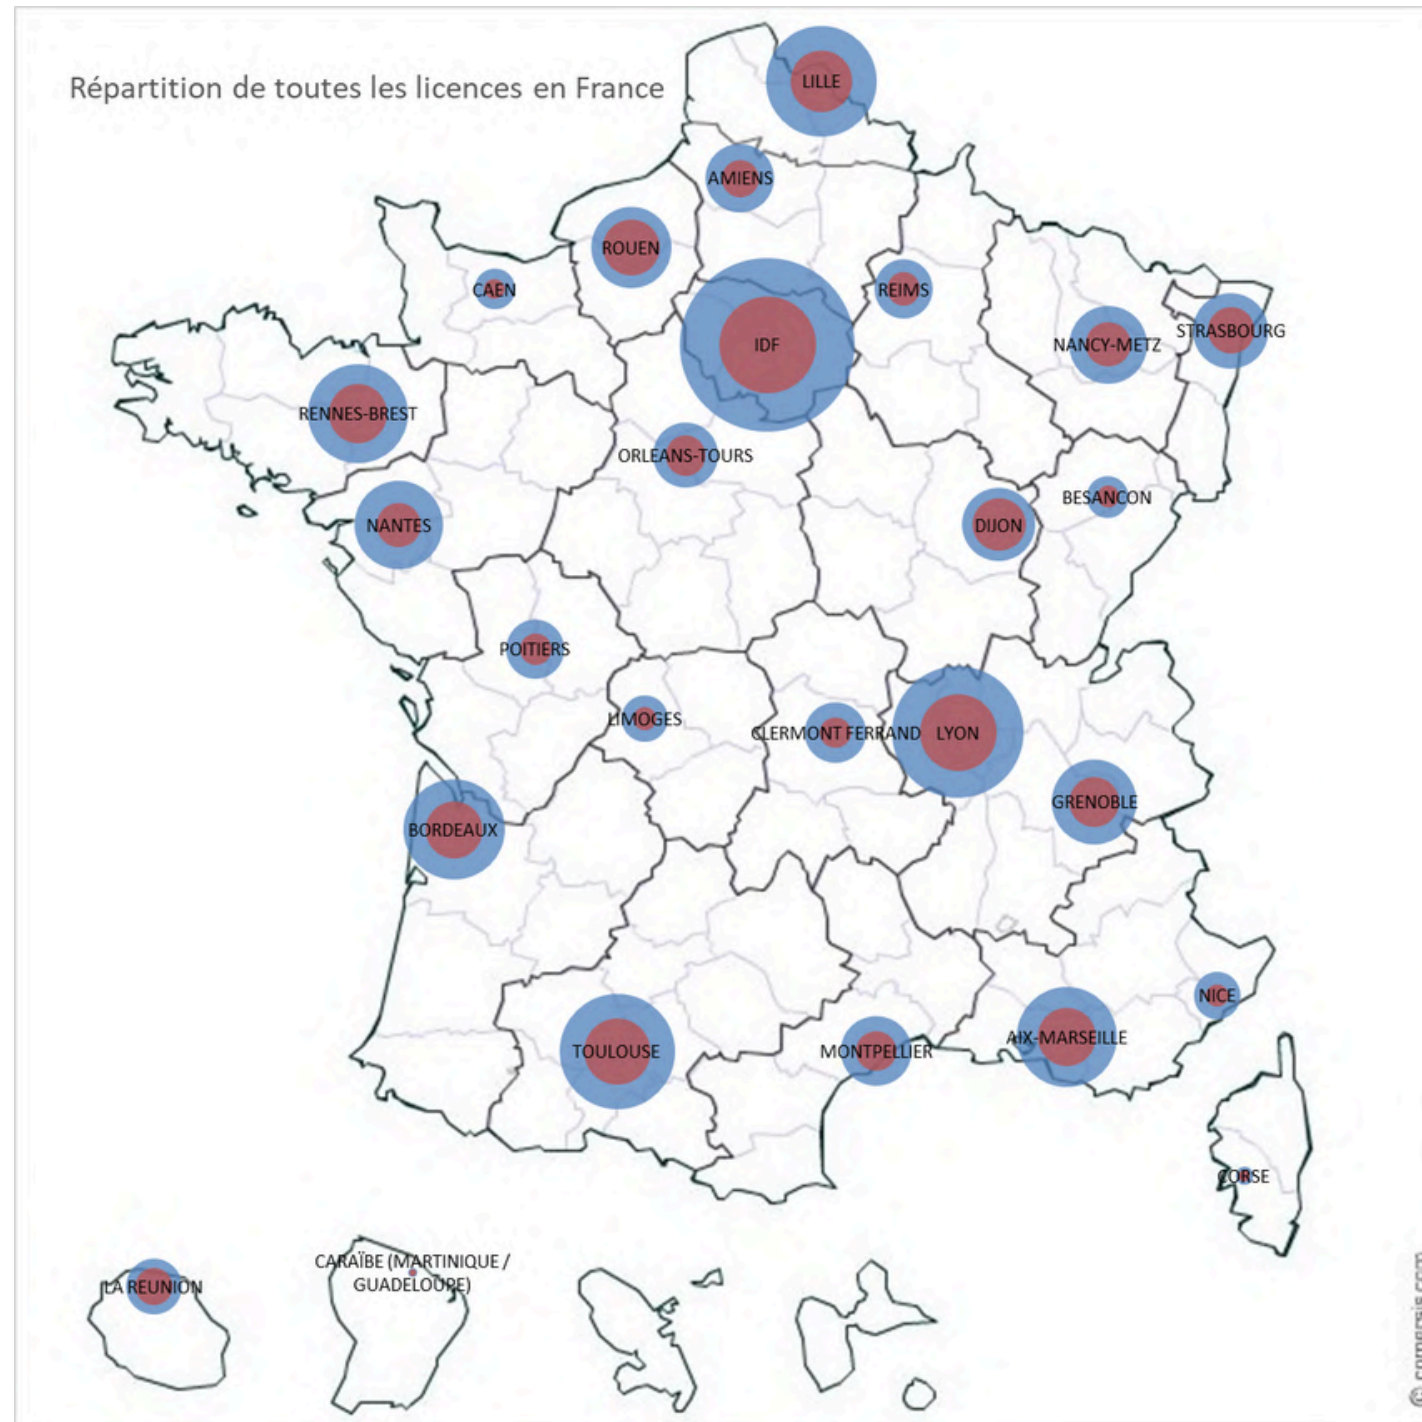 Répartition de toutes les licences en France
LILLE
AMIENS
ROUEN
CAEN
REIMS
STRASBOURG
IDF
NANCY-METZ
RENNES-BREST
ORLEANS-TOURS
BESANCON
NANTES
DIJON
POITIERS
LIMOGES
CLERMONT FERRAND
LYON
GRENOBLE
BORDEAUX
NICE
AIX-MARSEILLE
TOULOUSE
MONTPELLIER
CORSE
CARAÏBE (MARTINIQUE /
GUADELOUPE)
LA REUNION
© comersis.com